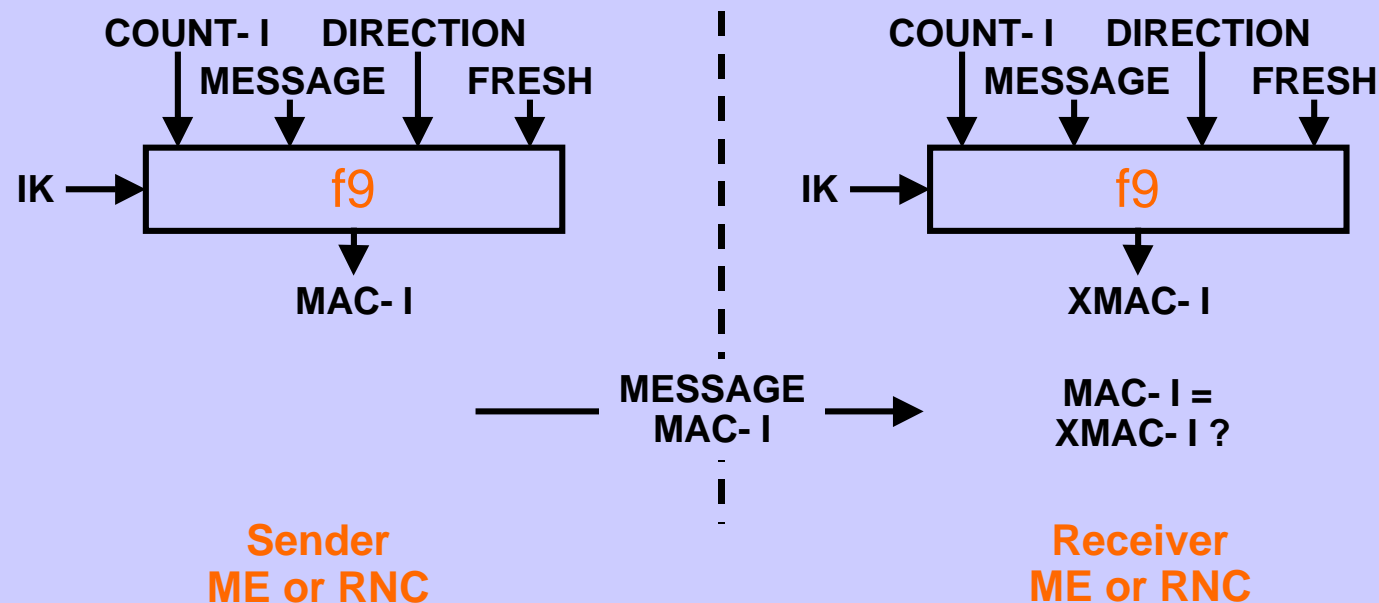 COUNT- I DIRECTION
MESSAGE FRESH
IK
f9
MAC- I
COUNT- I DIRECTION
MESSAGE FRESH
IK
f9
XMAC- I
MESSAGE
MAC- I
MAC- I =
XMAC- I ?
Sender
ME or RNC
Receiver
ME or RNC